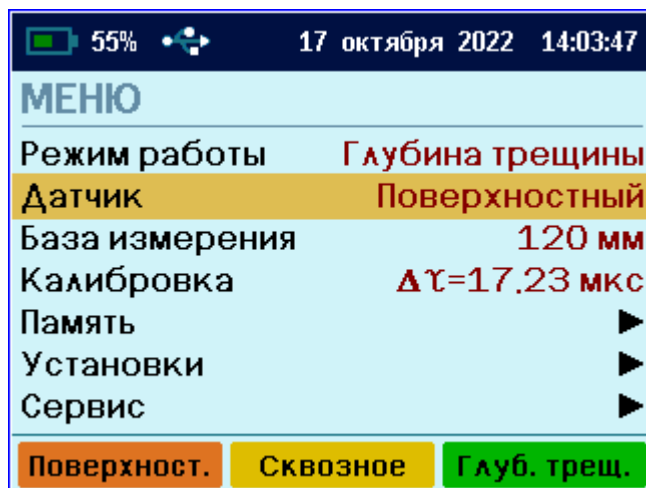 55% 17 октября 2022 14:03:47
МЕНЮ
Режим работы Глубина трещины
Датчик Поверхностный
База измерения 120 мм
Калибровка Δτ=17.23 мкс
Память
Установки
Сервис
Поверхност. Сквозное Глуб. трещ.